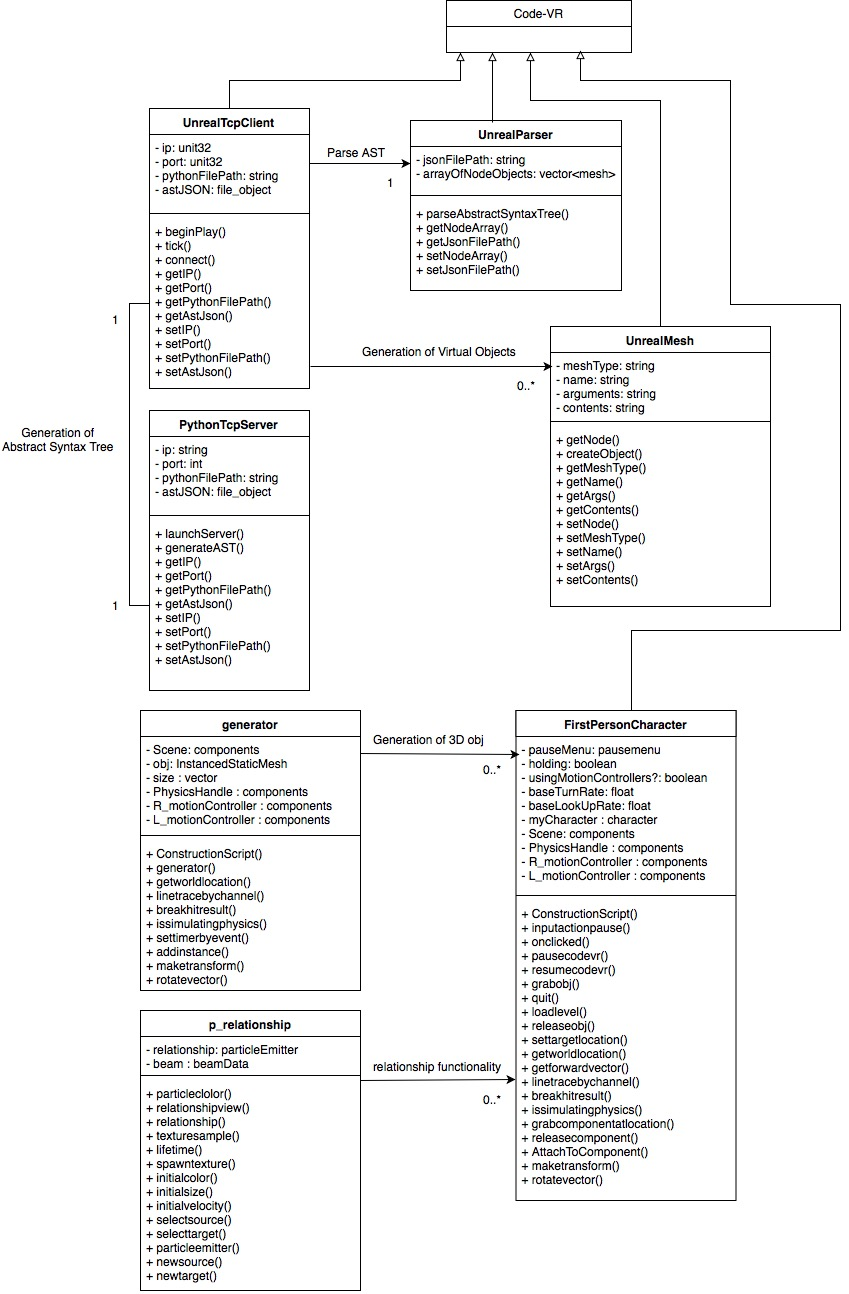 Code-VR
UnrealTcpClient
- ip: unit32
- port: unit32
- pythonFilePath: string
- astJSON: file_object
+ beginPlay()
+ tick()
+ connect()
+ getIP()
+ getPort()
+ getPythonFilePath()
+ getAstJson()
+ setIP()
+ setPort()
+ setPythonFilePath()
+ setAstJson()
Parse AST
1
UnrealParser
- jsonFilePath: string
- arrayOfNodeObjects: vector<mesh>
+ parseAbstractSyntaxTree()
+ getNodeArray()
+ getJsonFilePath()
+ setNodeArray()
+ setJsonFilePath()
Generation of Virtual Objects
0..*
UnrealMesh
- meshType: string
- name: string
- arguments: string
- contents: string
+ getNode()
+ createObject()
+ getMeshType()
+ getName()
+ getArgs()
+ getContents()
+ setNode()
+ setMeshType()
+ setName()
+ setArgs()
+ setContents()
1
Generation of
Abstract Syntax Tree
1
PythonTcpServer
- ip: string
- port: int
- pythonFilePath: string
- astJSON: file_object
+ launchServer()
+ generateAST()
+ getIP()
+ getPort()
+ getPythonFilePath()
+ getAstJson()
+ setIP()
+ setPort()
+ setPythonFilePath()
+ setAstJson()
generator
- Scene: components
- obj: InstancedStaticMesh
- size : vector
- PhysicsHandle : components
- R_motionController : components
- L_motionController : components
+ ConstructionScript()
+ generator()
+ getworldlocation()
+ linetracebychannel()
+ breakhitresult()
+ issimulatingphysics()
+ settimerbyevent()
+ addinstance()
+ maketransform()
+ rotatevector()
Generation of 3D obj
0..*
FirstPersonCharacter
- pauseMenu: pausemenu
- holding: boolean
- usingMotionControllers?: boolean
- baseTurnRate: float
- baseLookUpRate: float
- myCharacter : character
- Scene: components
- PhysicsHandle : components
- R_motionController : components
- L_motionController : components
+ ConstructionScript()
+ inputactionpause()
+ onclicked()
+ pausecodevr()
+ resumecodevr()
+ grabobj()
+ quit()
+ loadlevel()
+ releaseobj()
+ settargetlocation()
+ getworldlocation()
+ getforwardvector()
+ linetracebychannel()
+ breakhitresult()
+ issimulatingphysics()
+ grabcomponentatlocation()
+ releasecomponent()
+ AttachToComponent()
+ maketransform()
+ rotatevector()
p_relationship
- relationship: particleEmitter
- beam : beamData
+ particleclolor()
+ relationshipview()
+ relationship()
+ texturesample()
+ lifetime()
+ spawntexture()
+ initialcolor()
+ initialsize()
+ initialvelocity()
+ selectsource()
+ selecttarget()
+ particleemitter()
+ newsource()
+ newtarget()
relationship functionality
0..*